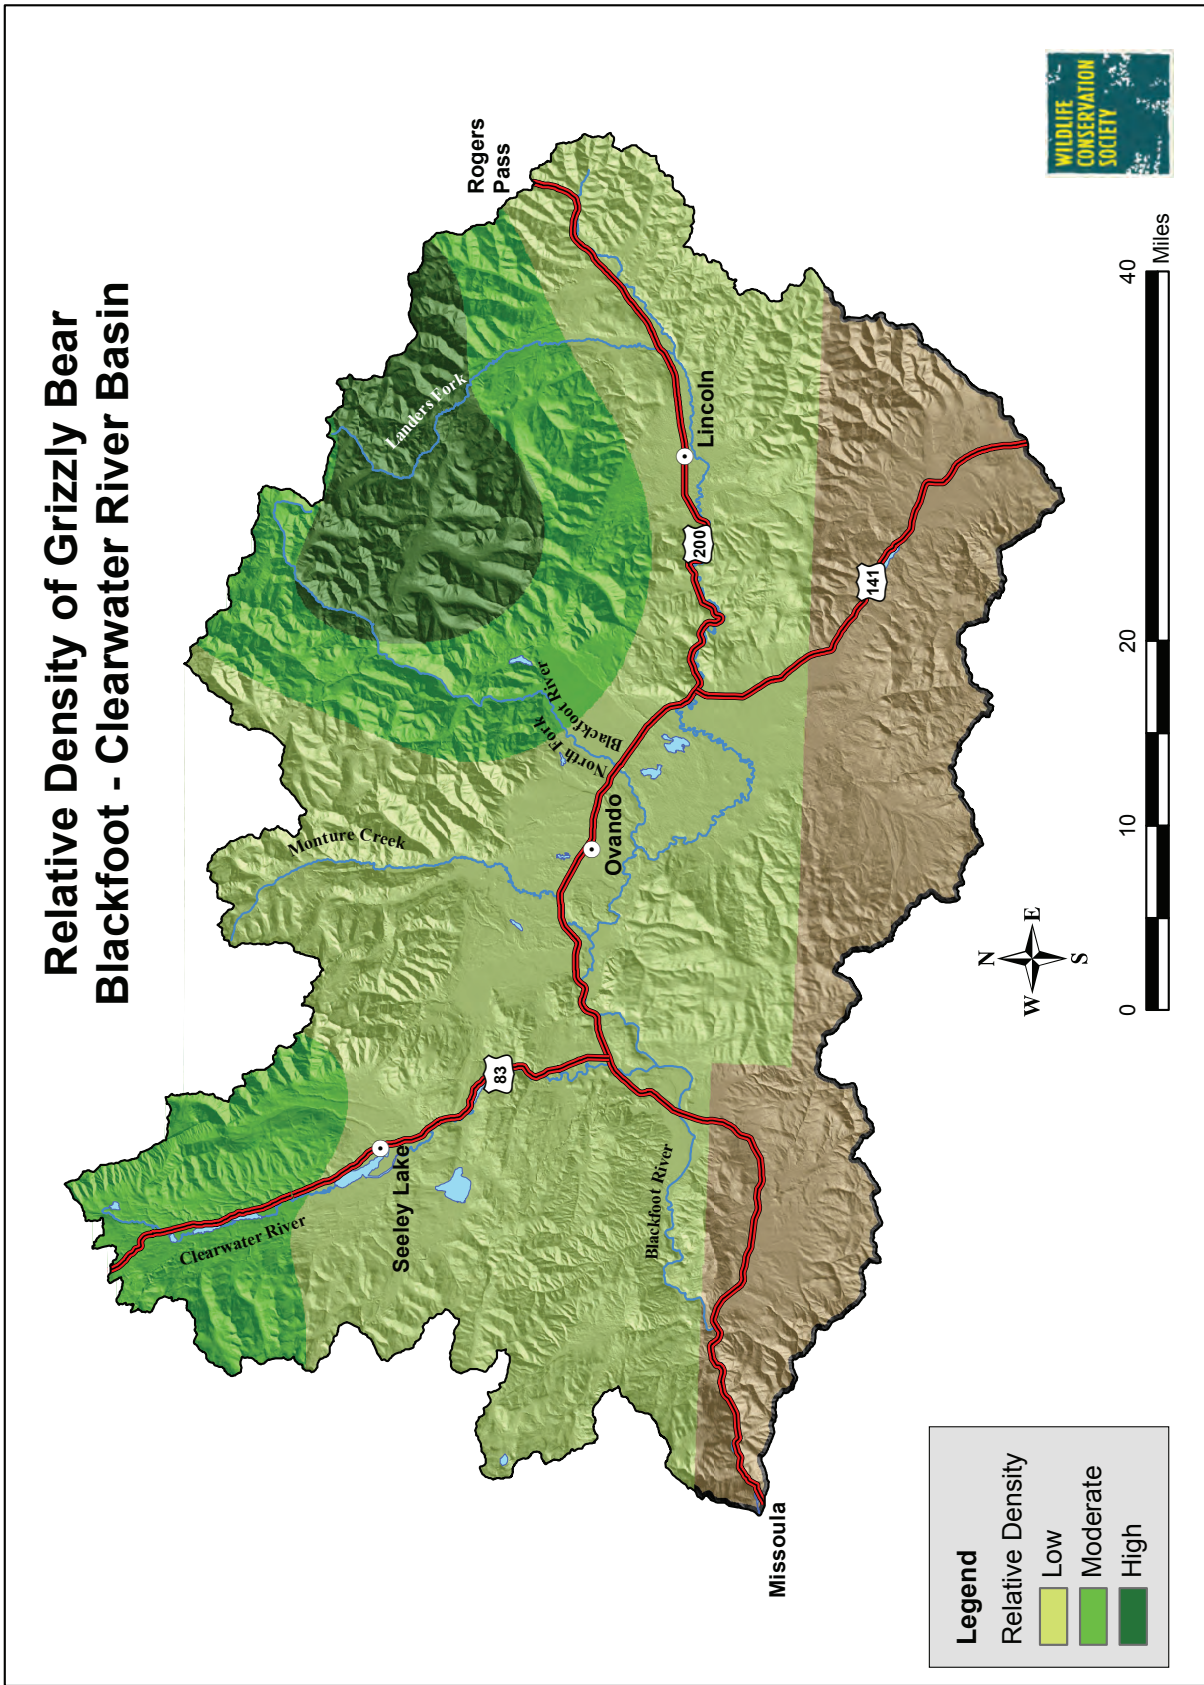 Relative Density of Grizzly Bear
Blackfoot - Clearwater River Basin
Rogers
Pass
WILDLIFE
CONSERVATION
SOCIETY
Landers Fork
Lincoln
200
141
North Fork
Blackfoot River
Monture Creek
Ovando
83
Seeley Lake
Clearwater River
Blackfoot River
Missoula
N
W E
S
0 10 20 40
Miles
Legend
Relative Density
Low
Moderate
High